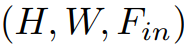 (H, W, F_{in})